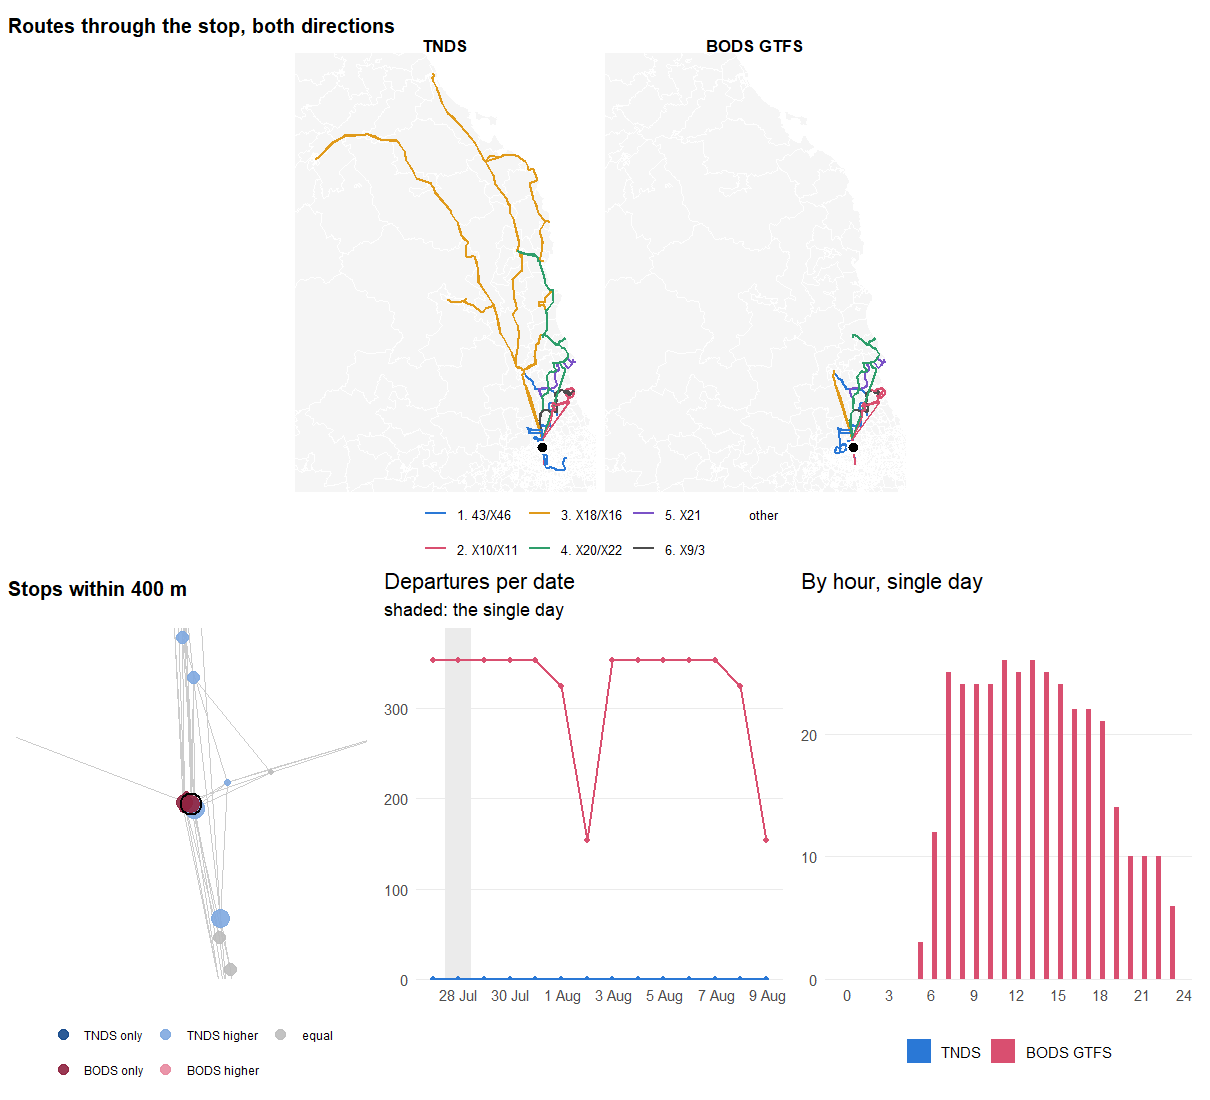 Routes through the stop, both directions
TNDS
BODS GTFS
1. 43/X46
3. X18/X16
5. X21
other
2. X10/X11
4. X20/X22
6. X9/3
Stops within 400 m
TNDS only
TNDS higher
equal
BODS only
BODS higher
Departures per date
shaded: the single day
300
200
100
0
28 Jul
30 Jul
1 Aug
3 Aug
5 Aug
7 Aug
9 Aug
By hour, single day
20
10
0
0
3
6
9
12
15
18
21
24
TNDS
BODS GTFS